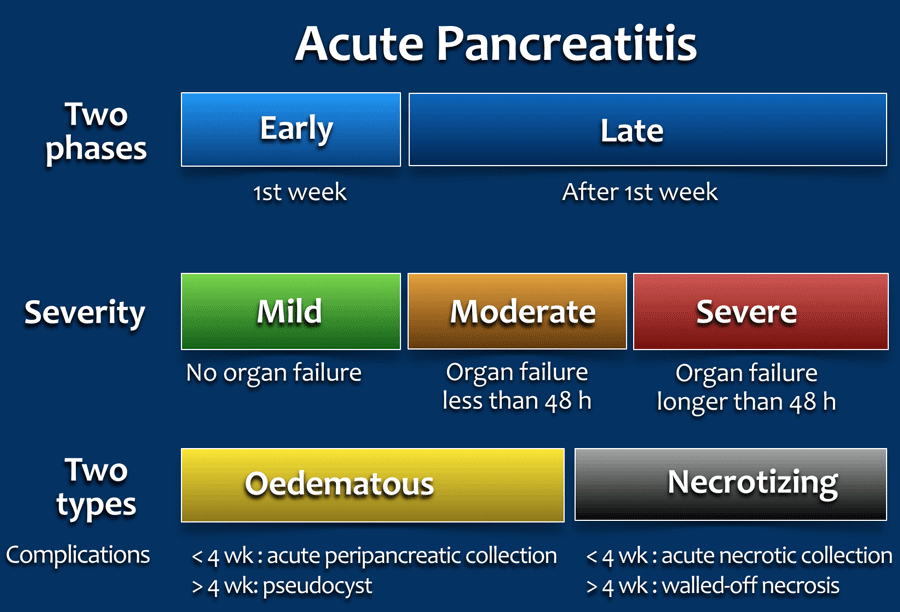 Acute Pancreatitis
Two
phases
Early
Late
1st week
After 1st week
Severity
Mild
Moderate
Severe
No organ failure
Organ failure
less than 48 h
Organ failure
longer than 48 h
Two
types
Oedematous
Necrotizing
Complications
< 4 wk : acute peripancreatic collection
> 4 wk: pseudocyst
< 4 wk : acute necrotic collection
> 4 wk : walled-off necrosis